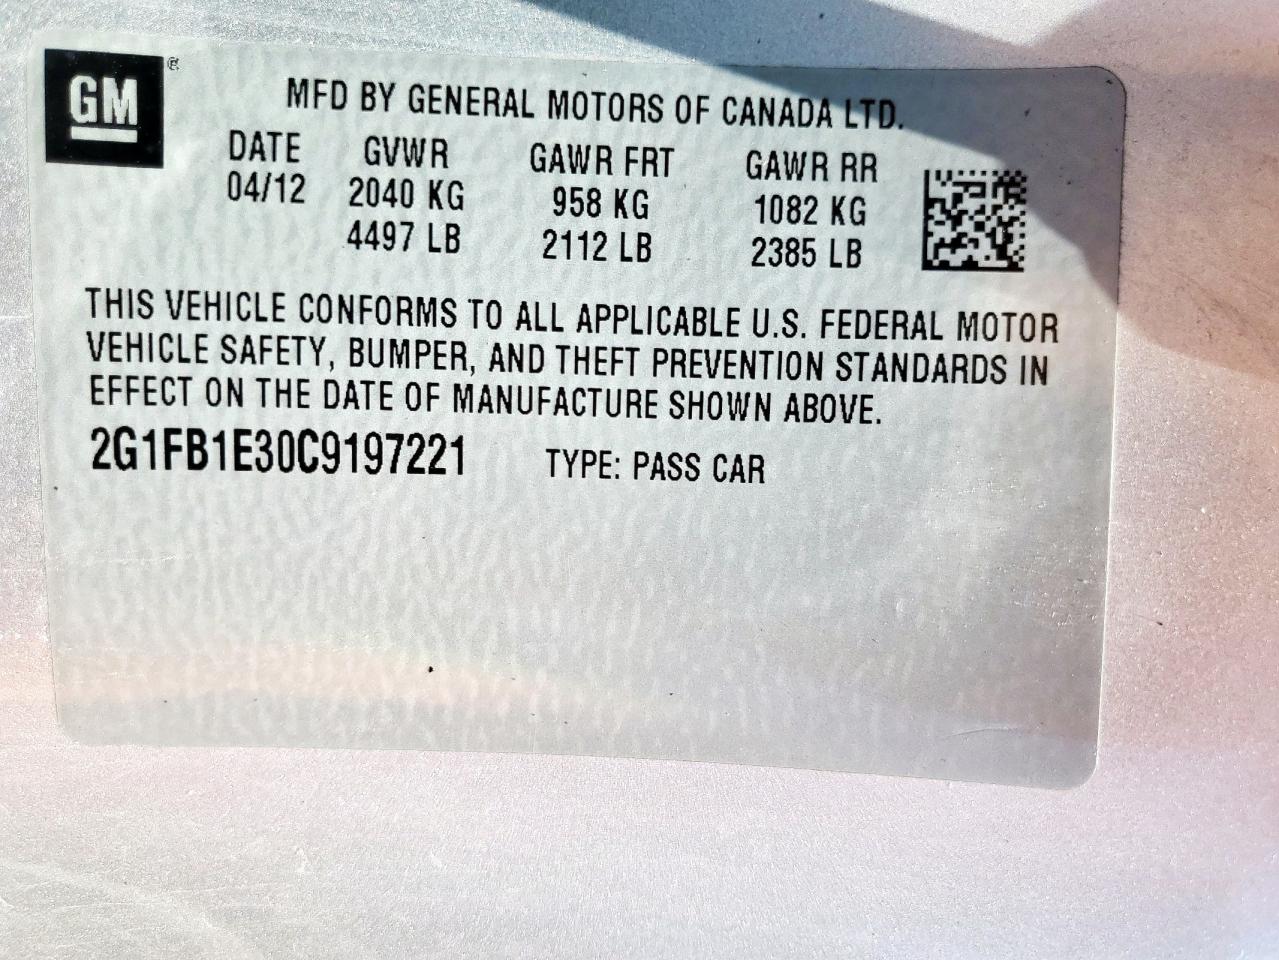 GM ®
MFD BY GENERAL MOTORS OF CANADA LTD.
DATE GVWR GAWR FRT GAWR RR
04/12 2040 KG 958 KG 1082 KG
4497 LB 2112 LB 2385 LB
THIS VEHICLE CONFORMS TO ALL APPLICABLE U.S. FEDERAL MOTOR
VEHICLE SAFETY, BUMPER, AND THEFT PREVENTION STANDARDS IN
EFFECT ON THE DATE OF MANUFACTURE SHOWN ABOVE.
2G1FB1E30C9197221 TYPE: PASS CAR